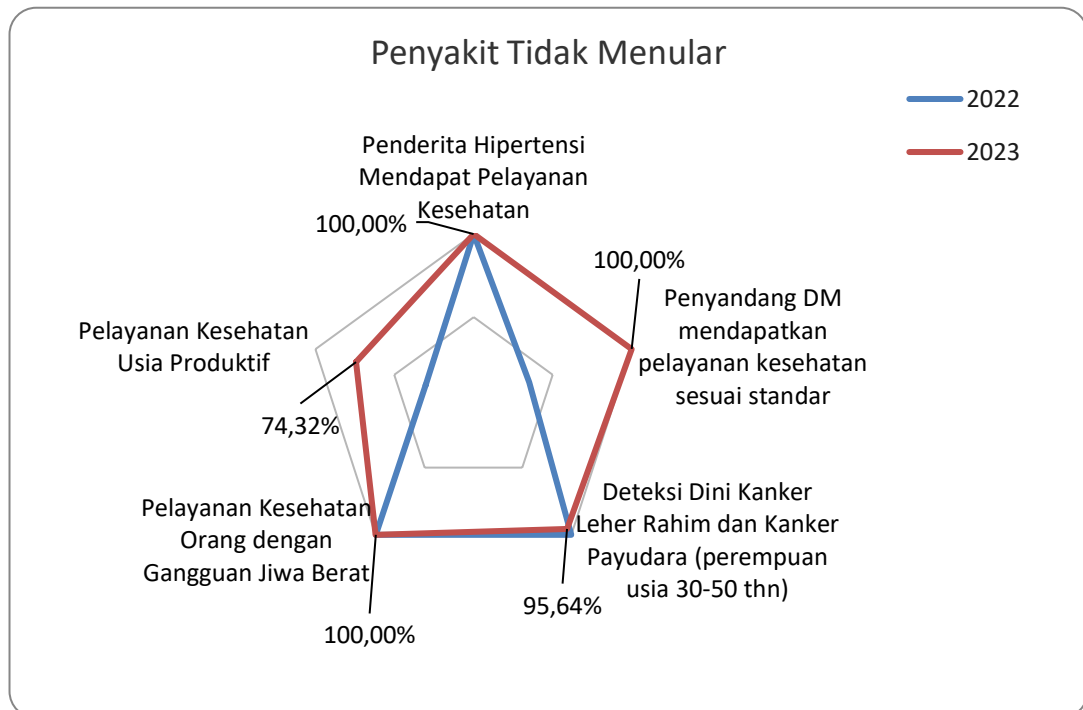 Penyakit Tidak Menular
2022
2023
Penderita Hipertensi
Mendapat Pelayanan
Kesehatan
100,00%
100,00%
Penyandang DM
mendapatkan
pelayanan kesehatan
sesuai standar
Deteksi Dini Kanker
Leher Rahim dan Kanker
Payudara (perempuan
usia 30-50 thn)
95,64%
Pelayanan Kesehatan
Orang dengan
Gangguan Jiwa Berat
100,00%
Pelayanan Kesehatan
Usia Produktif
74,32%